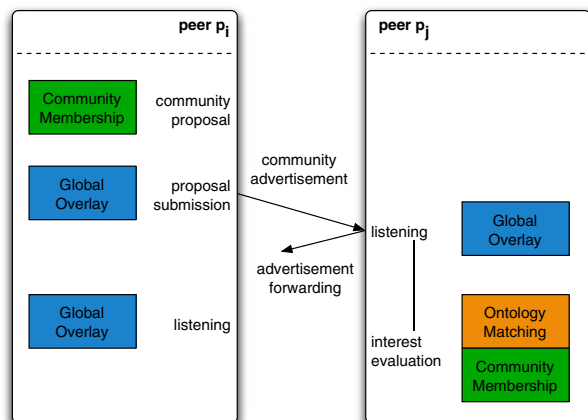 peer pi
peer pj
Community
Membership
community
proposal
community
advertisement
Global
Overlay
proposal
submission
listening
Global
Overlay
advertisement
forwarding
Global
Overlay
listening
Ontology
Matching
interest
evaluation
Community
Membership